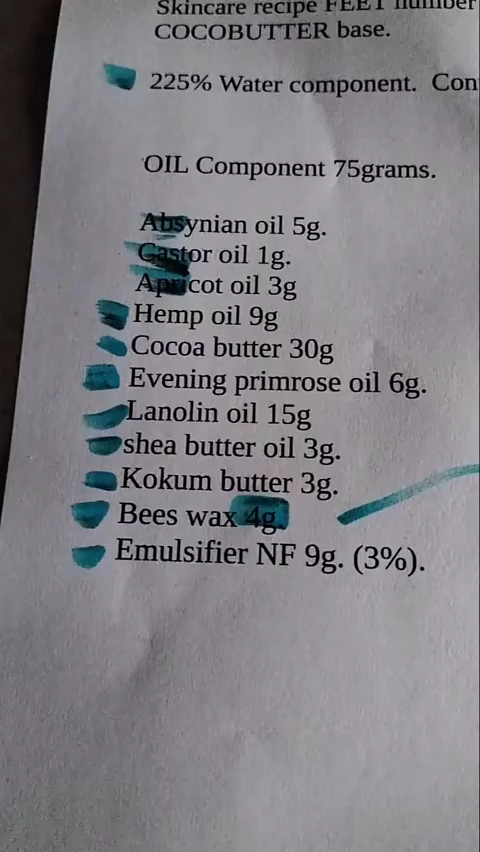 Skincare recipe FEET number
COCOBUTTER base.
225% Water component. Con
OIL Component 75grams.
Absynian oil 5g.
Castor oil 1g.
Apricot oil 3g
Hemp oil 9g
Cocoa butter 30g
Evening primrose oil 6g.
Lanolin oil 15g
shea butter oil 3g.
Kokum butter 3g.
Bees wax 4g.
Emulsifier NF 9g. (3%).